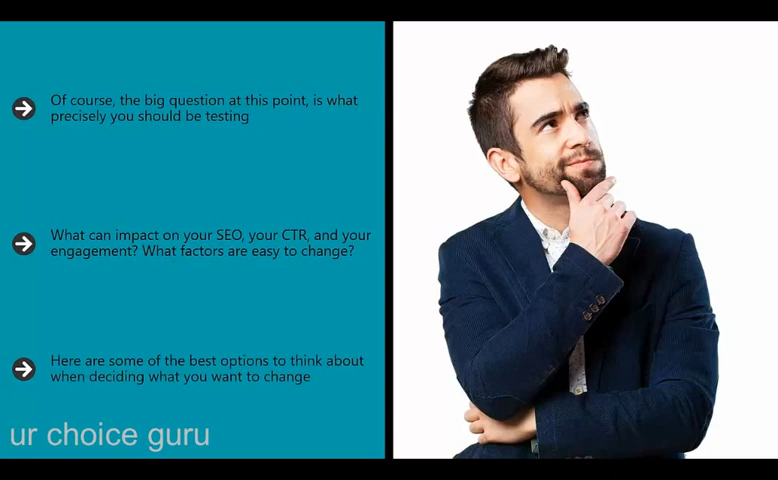 Of course, the big question at this point, is what
precisely you should be testing
What can impact on your SEO, your CTR, and your
engagement? What factors are easy to change?
Here are some of the best options to think about
when deciding what you want to change
ur choice guru